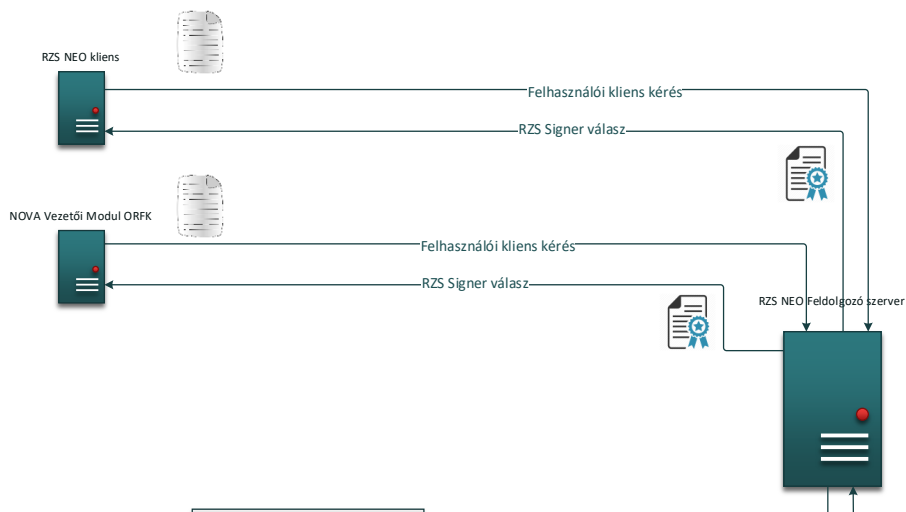 RZS NEO kliens
Felhasználói kliens kérés
RZS Signer válasz
NOVA Vezetői Modul ORFK
Felhasználói kliens kérés
RZS Signer válasz
RZS NEO Feldolgozó szerver